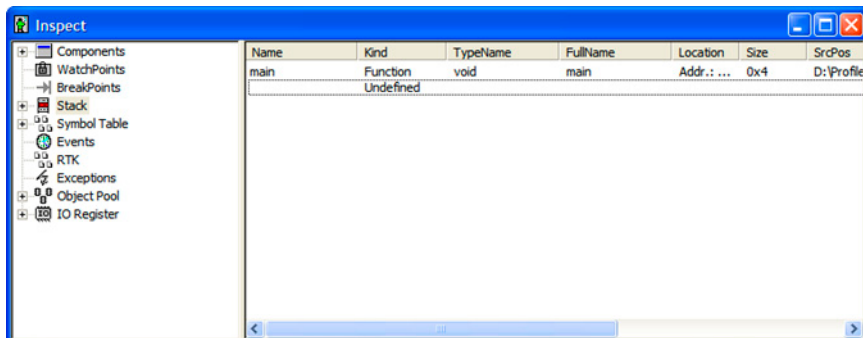 Inspect
Components
WatchPoints
BreakPoints
Stack
Symbol Table
Events
RTK
Exceptions
Object Pool
IO Register
Name Kind TypeName FullName Location Size SrcPos
main Function void main Addr.: ... 0x4 D:\Profile
Undefined